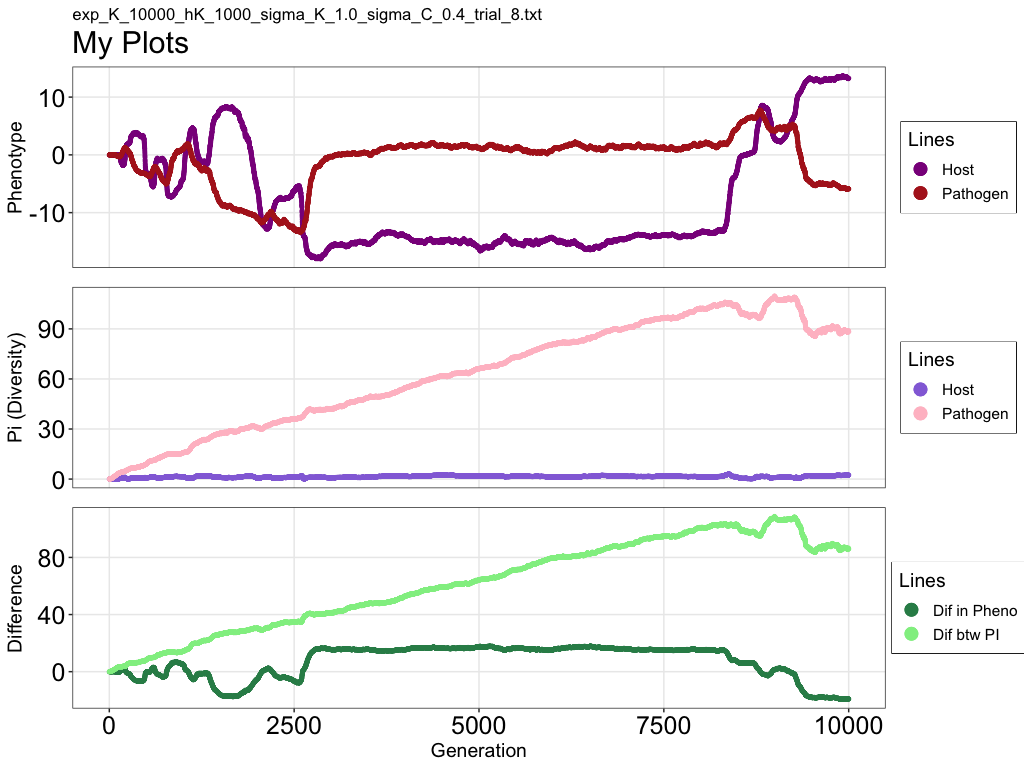 exp_K_10000_hK_1000_sigma_K_1.0_sigma_C_0.4_trial_8.txt
My Plots
Phenotype
10
0
-10
Lines
Host
Pathogen
Pi (Diversity)
90
60
30
0
Lines
Host
Pathogen
Difference
80
40
0
Lines
Dif in Pheno
Dif btw PI
0 2500 5000 7500 10000
Generation